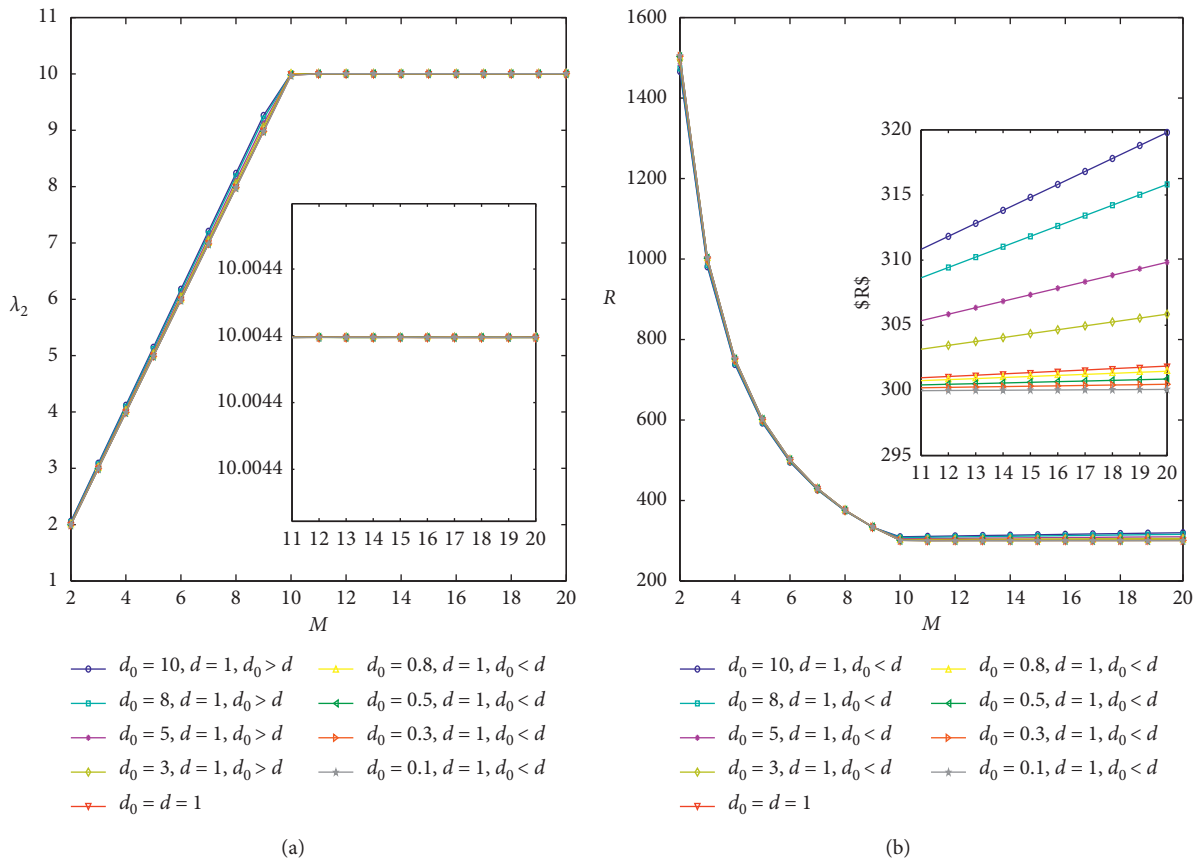 11
10
9
8
7
6
5
4
3
2
1
λ2
2 4 6 8 10 12 14 16 18 20
M
10.0044
10.0044
10.0044
10.0044
11 12 13 14 15 16 17 18 19 20
d0 = 10, d = 1, d0 > d
d0 = 8, d = 1, d0 > d
d0 = 5, d = 1, d0 > d
d0 = 3, d = 1, d0 > d
d0 = d = 1
d0 = 0.8, d = 1, d0 < d
d0 = 0.5, d = 1, d0 < d
d0 = 0.3, d = 1, d0 < d
d0 = 0.1, d = 1, d0 < d
(a)
1600
1400
1200
1000
800
600
400
200
R
2 4 6 8 10 12 14 16 18 20
M
320
315
310
305
300
295
$R$
11 12 13 14 15 16 17 18 19 20
d0 = 10, d = 1, d0 < d
d0 = 8, d = 1, d0 < d
d0 = 5, d = 1, d0 < d
d0 = 3, d = 1, d0 < d
d0 = d = 1
d0 = 0.8, d = 1, d0 < d
d0 = 0.5, d = 1, d0 < d
d0 = 0.3, d = 1, d0 < d
d0 = 0.1, d = 1, d0 < d
(b)